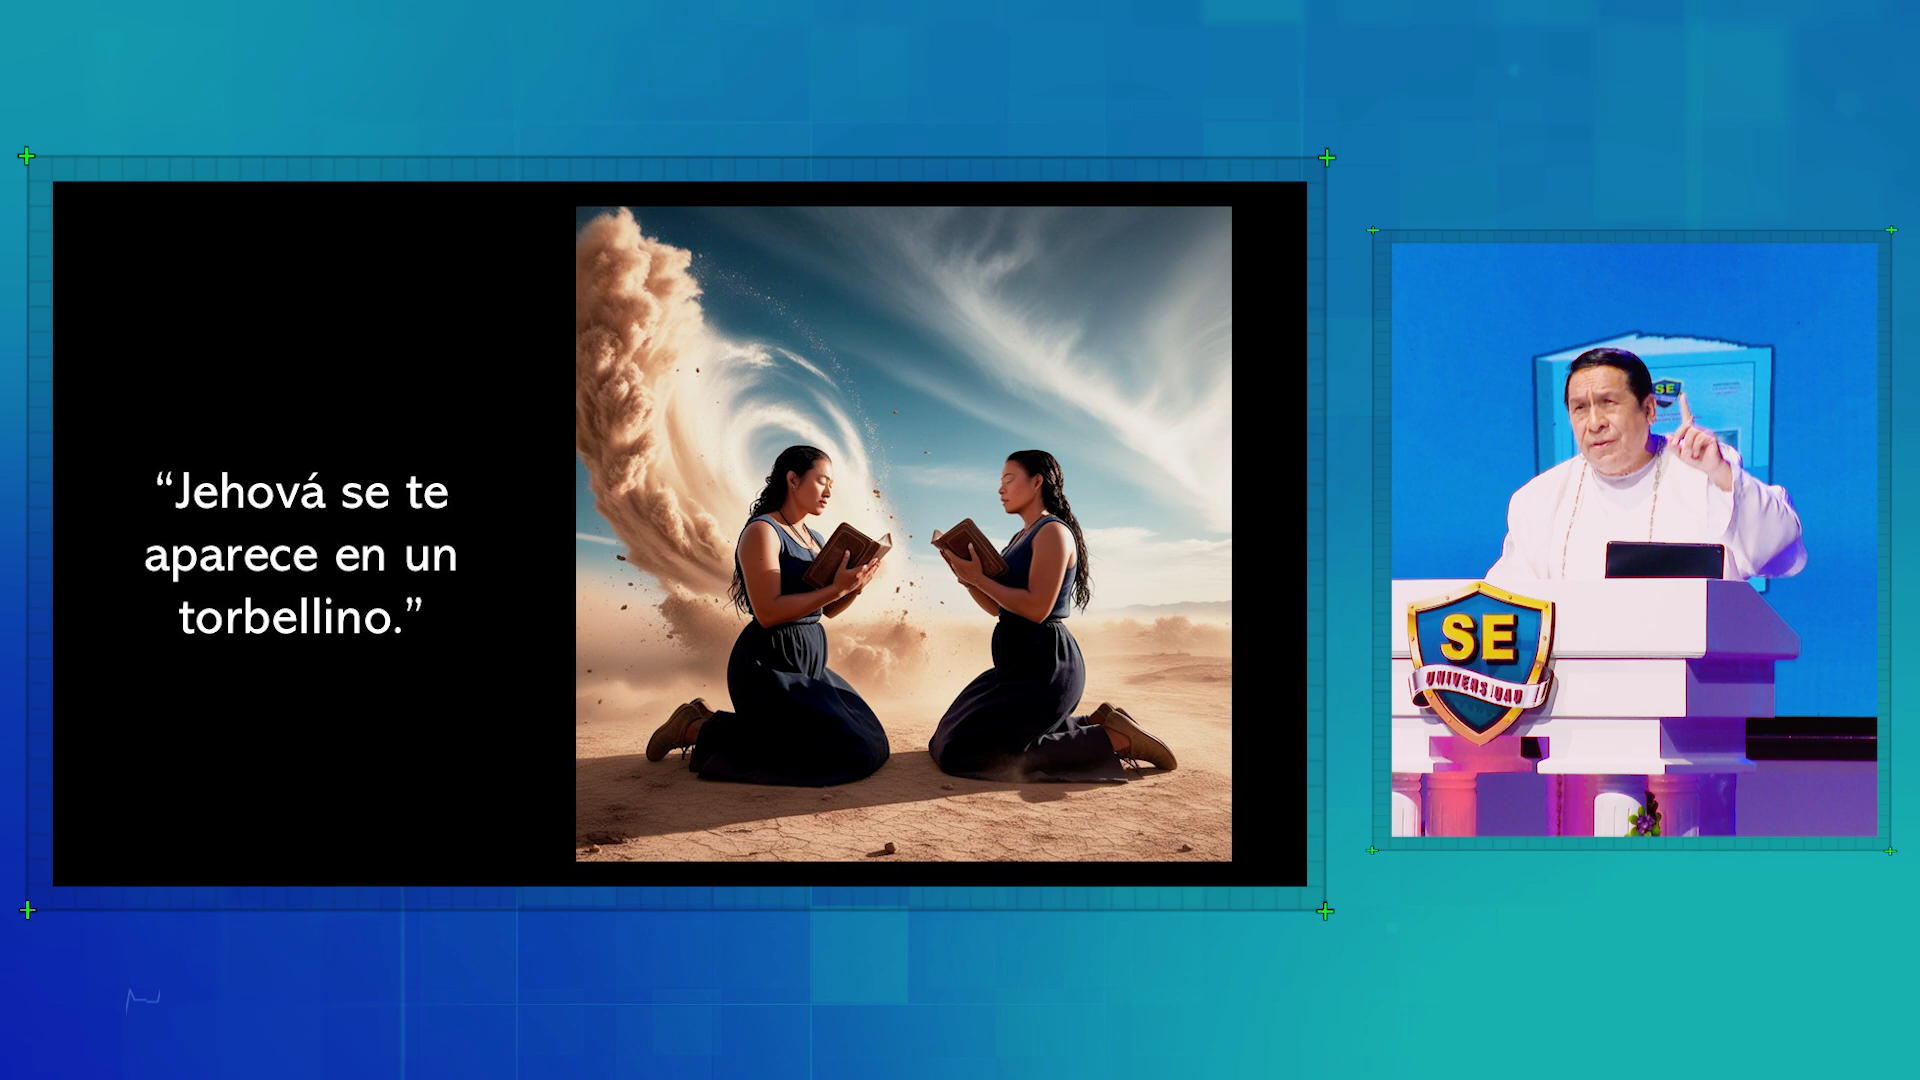 “Jehová se te
aparece en un
torbellino.”
SE
SE
UNIVERSIDAD